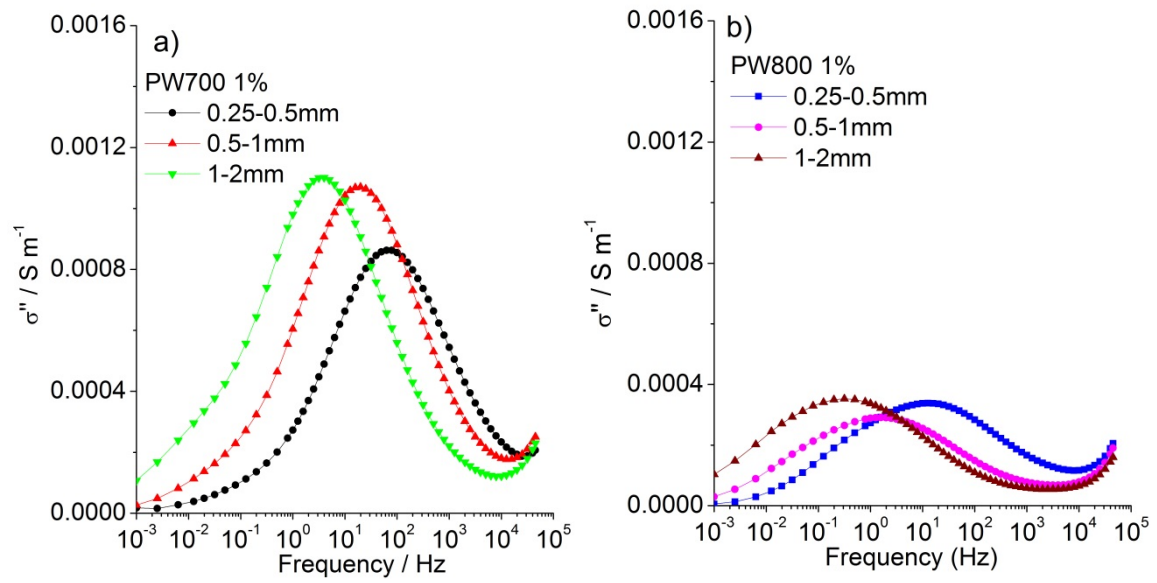 a)
PW700 1%
0.25-0.5mm
0.5-1mm
1-2mm
0.0016
0.0012
0.0008
0.0004
0.0000
σ" / S m⁻¹
10⁻³ 10⁻² 10⁻¹ 10⁰ 10¹ 10² 10³ 10⁴ 10⁵
Frequency / Hz
b)
PW800 1%
0.25-0.5mm
0.5-1mm
1-2mm
0.0016
0.0012
0.0008
0.0004
0.0000
σ" / S m⁻¹
10⁻³ 10⁻² 10⁻¹ 10⁰ 10¹ 10² 10³ 10⁴ 10⁵
Frequency (Hz)